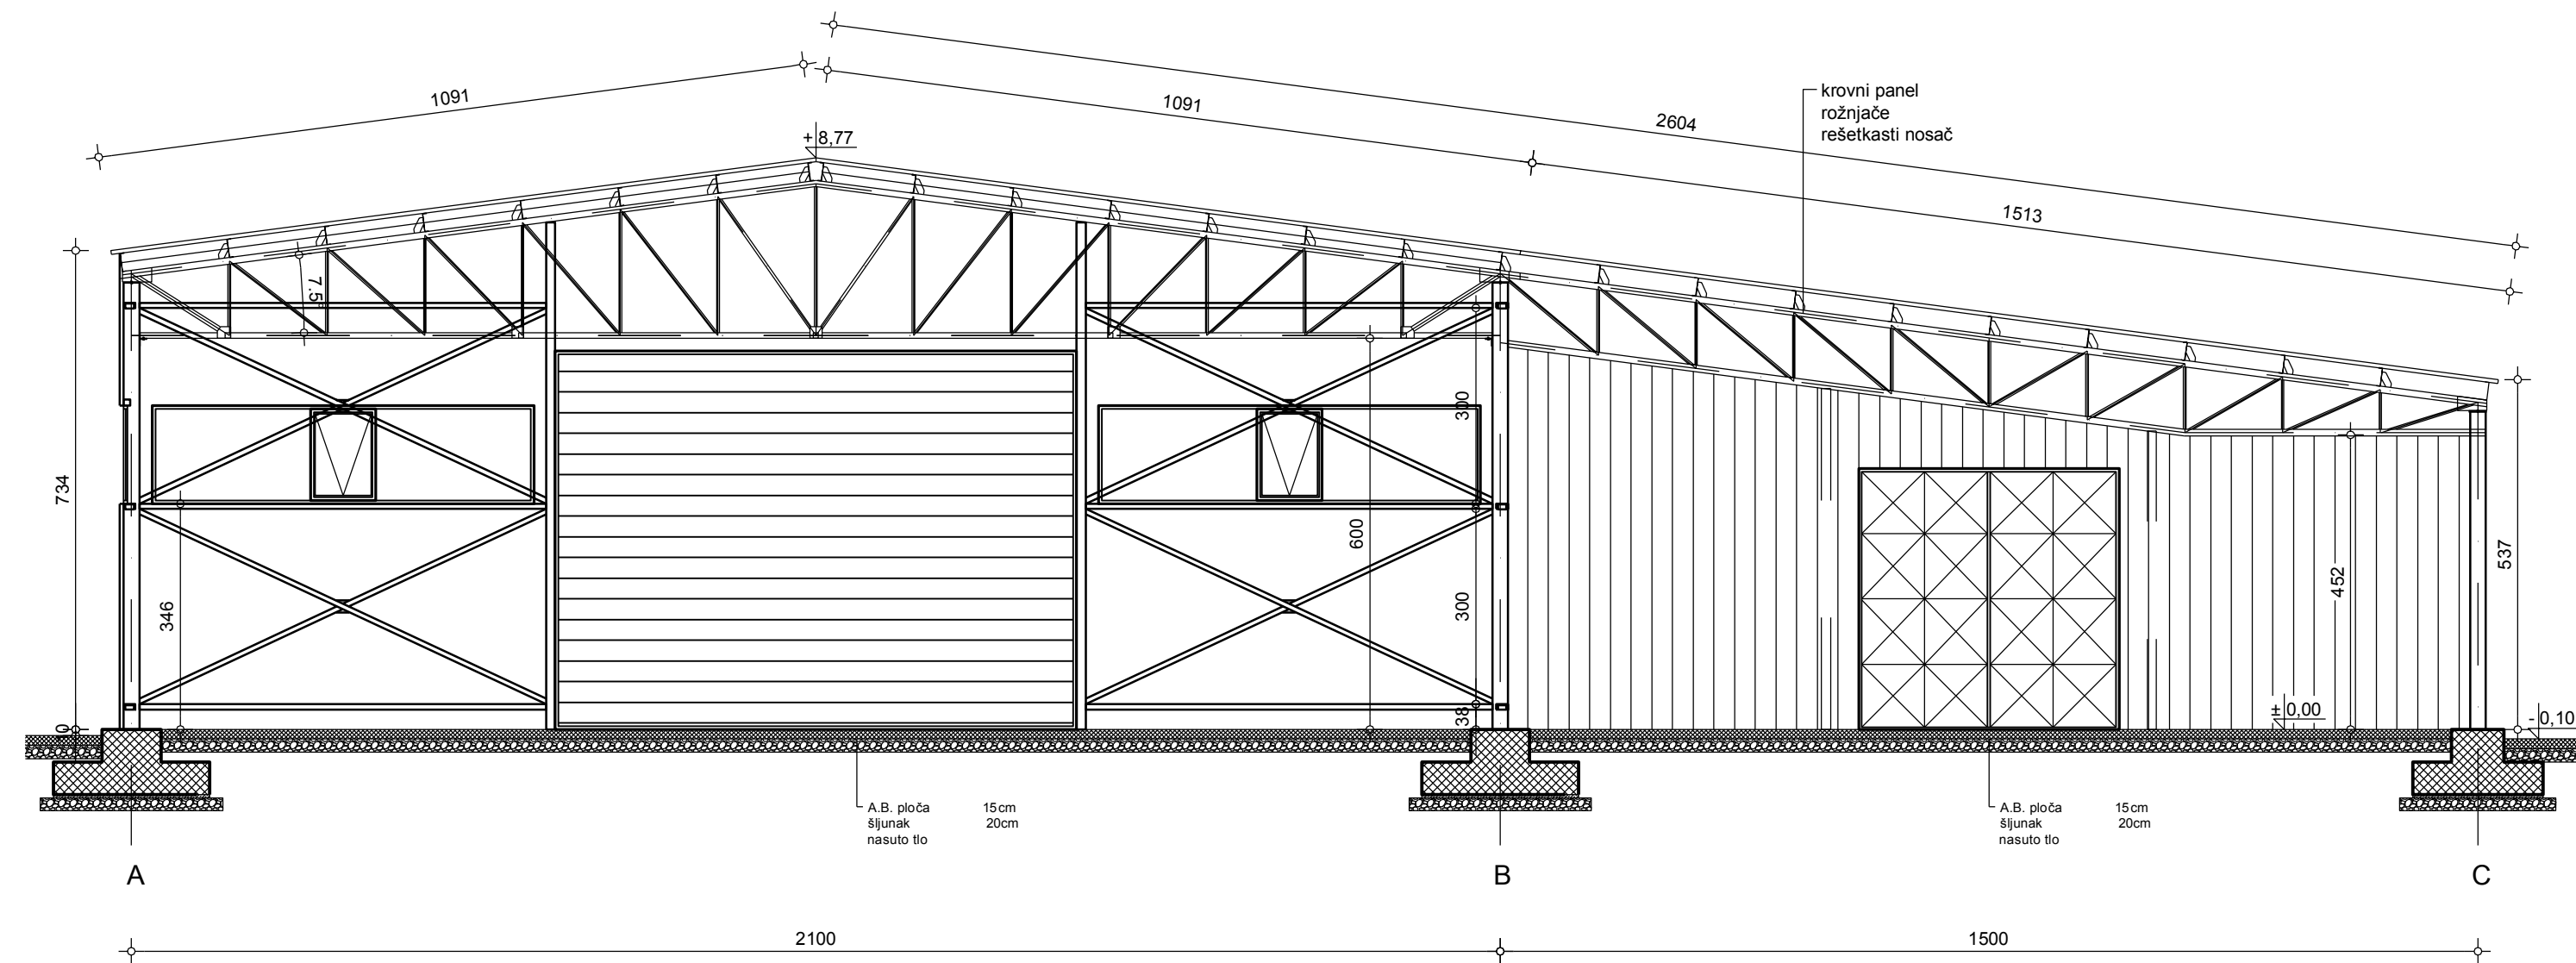 1091
1091
2604
krovni panel
rožnjače
rešetkasti nosač
+8,77
1513
7.5°
734
346
300
600
300
38
452
537
±0,00
-0,10
A.B. ploča 15cm
šljunak 20cm
nasuto tlo
A.B. ploča 15cm
šljunak 20cm
nasuto tlo
A
B
C
2100
1500